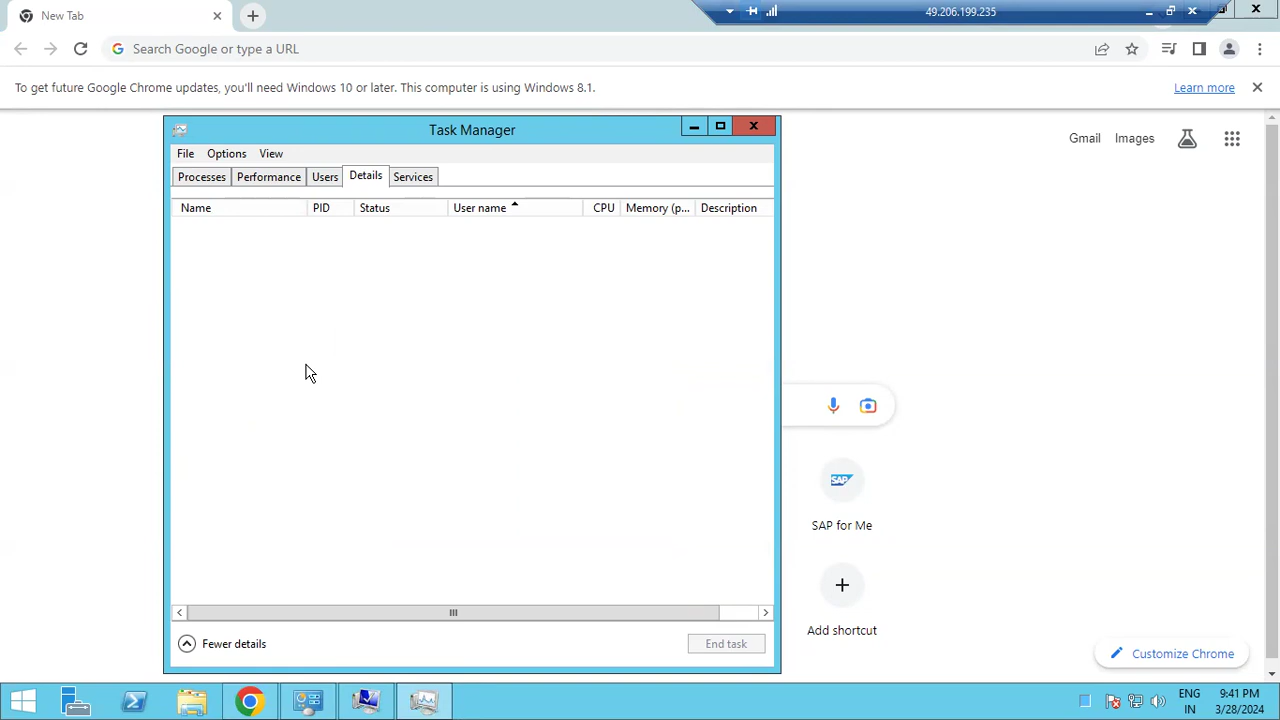 New Tab
49.206.199.235
Search Google or type a URL
To get future Google Chrome updates, you'll need Windows 10 or later. This computer is using Windows 8.1.
Learn more
Gmail Images
Task Manager
File Options View
Processes Performance Users Details Services
Name PID Status User name CPU Memory (p... Description
SAP
SAP for Me
Add shortcut
Fewer details
End task
Customize Chrome
ENG 9:41 PM
IN 3/28/2024